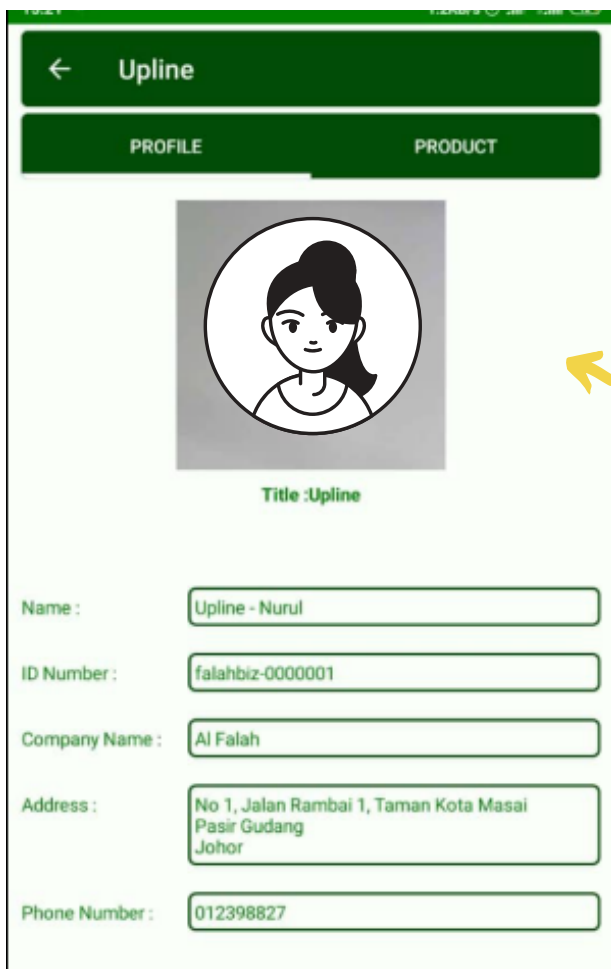 Upline
PROFILE PRODUCT
Title :Upline
Name : Upline - Nurul
ID Number : falahbiz-0000001
Company Name : Al Falah
Address : No 1, Jalan Rambai 1, Taman Kota Masai
Pasir Gudang
Johor
Phone Number : 012398827